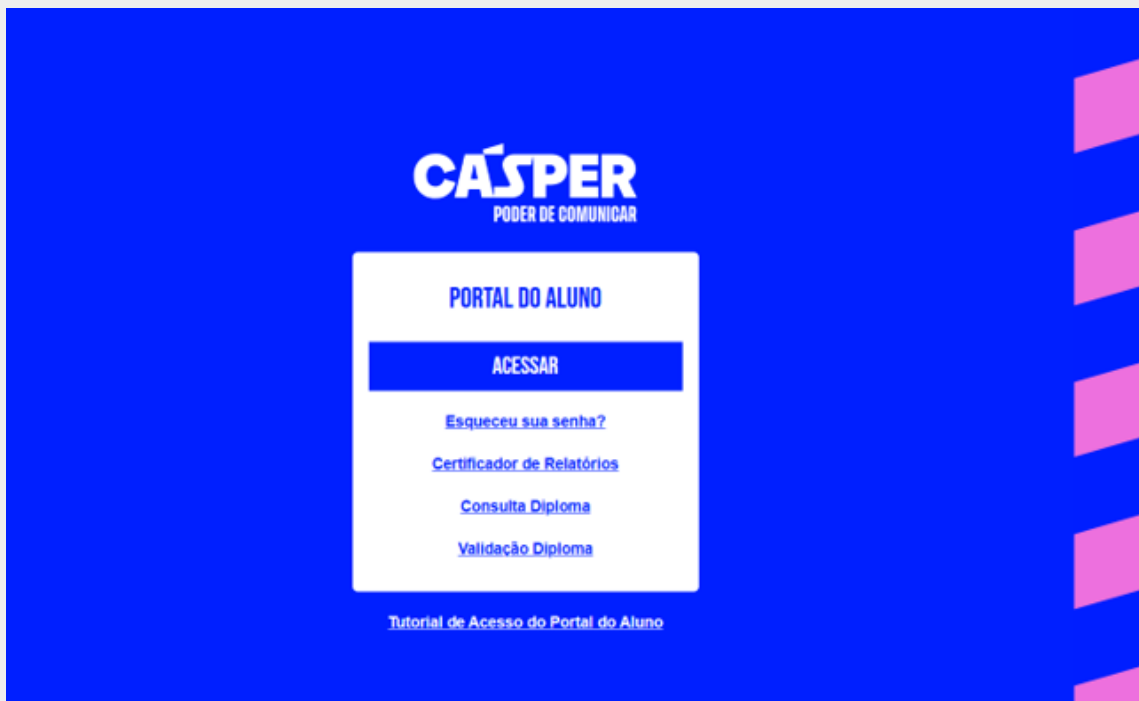 CÁSPER
PODER DE COMUNICAR
PORTAL DO ALUNO
ACESSAR
Esqueceu sua senha?
Certificador de Relatórios
Consulta Diploma
Validação Diploma
Tutorial de Acesso do Portal do Aluno